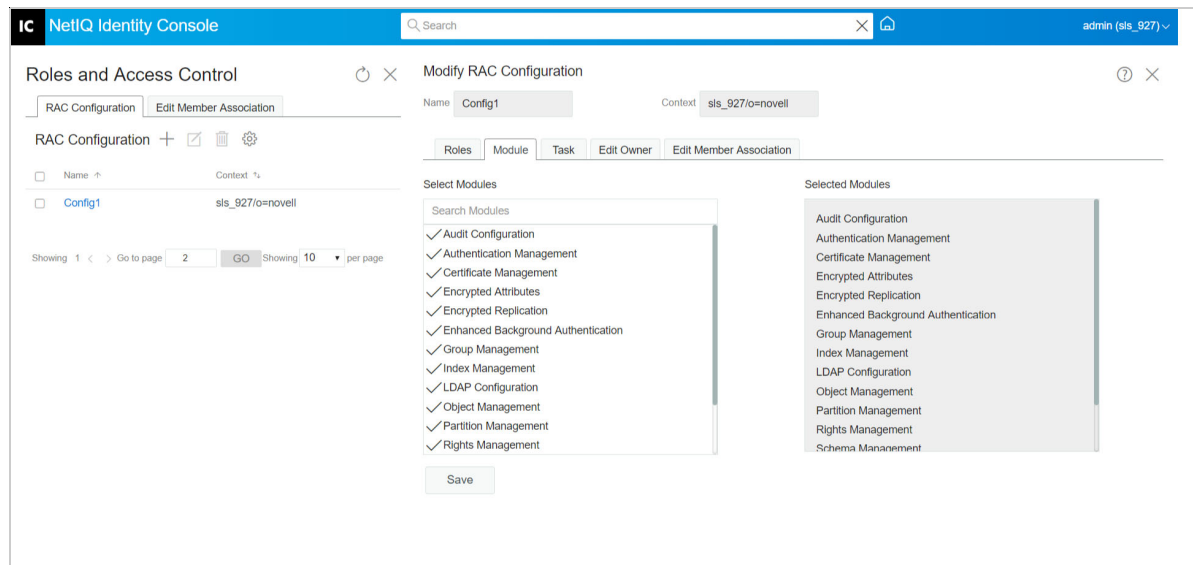 IC NetIQ Identity Console
Search
admin (sls_927)
Roles and Access Control
RAC Configuration Edit Member Association
RAC Configuration
Name Context
Config1 sls_927/o=novell
Showing 1 < > Go to page 2 GO Showing 10 per page
Modify RAC Configuration
Name Config1 Context sls_927/o=novell
Roles Module Task Edit Owner Edit Member Association
Select Modules
Search Modules
Audit Configuration
Authentication Management
Certificate Management
Encrypted Attributes
Encrypted Replication
Enhanced Background Authentication
Group Management
Index Management
LDAP Configuration
Object Management
Partition Management
Rights Management
Save
Selected Modules
Audit Configuration
Authentication Management
Certificate Management
Encrypted Attributes
Encrypted Replication
Enhanced Background Authentication
Group Management
Index Management
LDAP Configuration
Object Management
Partition Management
Rights Management
Schema Management